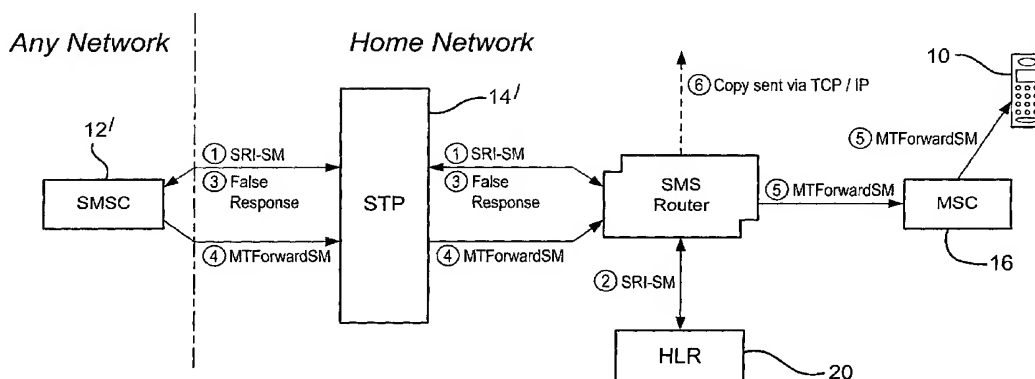 Any Network
Home Network
10
⑥ Copy sent via TCP / IP
14'
12'
① SRI-SM
① SRI-SM
⑤ MTForwardSM
③ False
Response
③ False
Response
SMSC
STP
SMS
Router
⑤ MTForwardSM
MSC
④ MTForwardSM
④ MTForwardSM
16
② SRI-SM
HLR
20